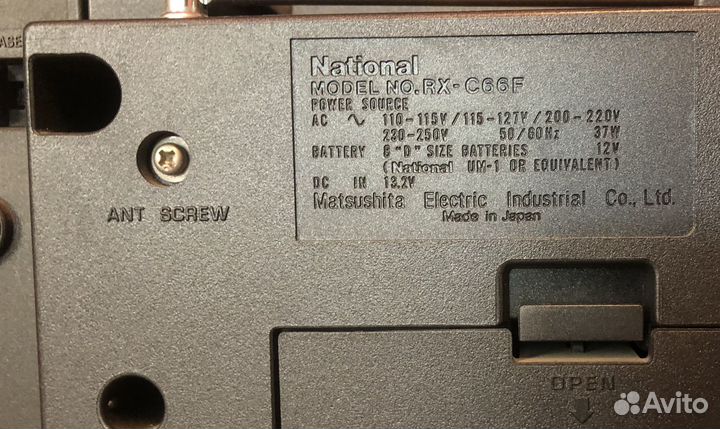 ASE
National
MODEL NO. RX-C66F
POWER SOURCE
AC ∿ 110-115V/115-127V/200-220V
230-250V 50/60Hz 37W
BATTERY 8 "D" SIZE BATTERIES 12V
(National UM-1 OR EQUIVALENT)
DC IN 13.2V
Matsushita Electric Industrial Co., Ltd.
Made in Japan
ANT SCREW
OPEN
Avito